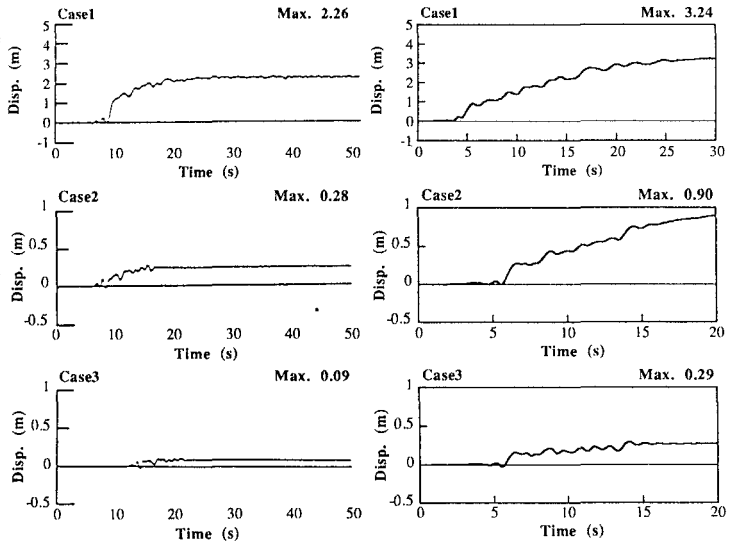 Case1 Max. 2.26
5
4
3
2
1
0
-1
Disp. (m)
0 10 20 30 40 50
Time (s)
Case1 Max. 3.24
5
4
3
2
1
0
-1
Disp. (m)
0 5 10 15 20 25 30
Time (s)
Case2 Max. 0.28
1
0.5
0
-0.5
Disp. (m)
0 10 20 30 40 50
Time (s)
Case2 Max. 0.90
1
0.5
0
-0.5
Disp. (m)
0 5 10 15 20
Time (s)
Case3 Max. 0.09
1
0.5
0
-0.5
Disp. (m)
0 10 20 30 40 50
Time (s)
Case3 Max. 0.29
1
0.5
0
-0.5
Disp. (m)
0 5 10 15 20
Time (s)